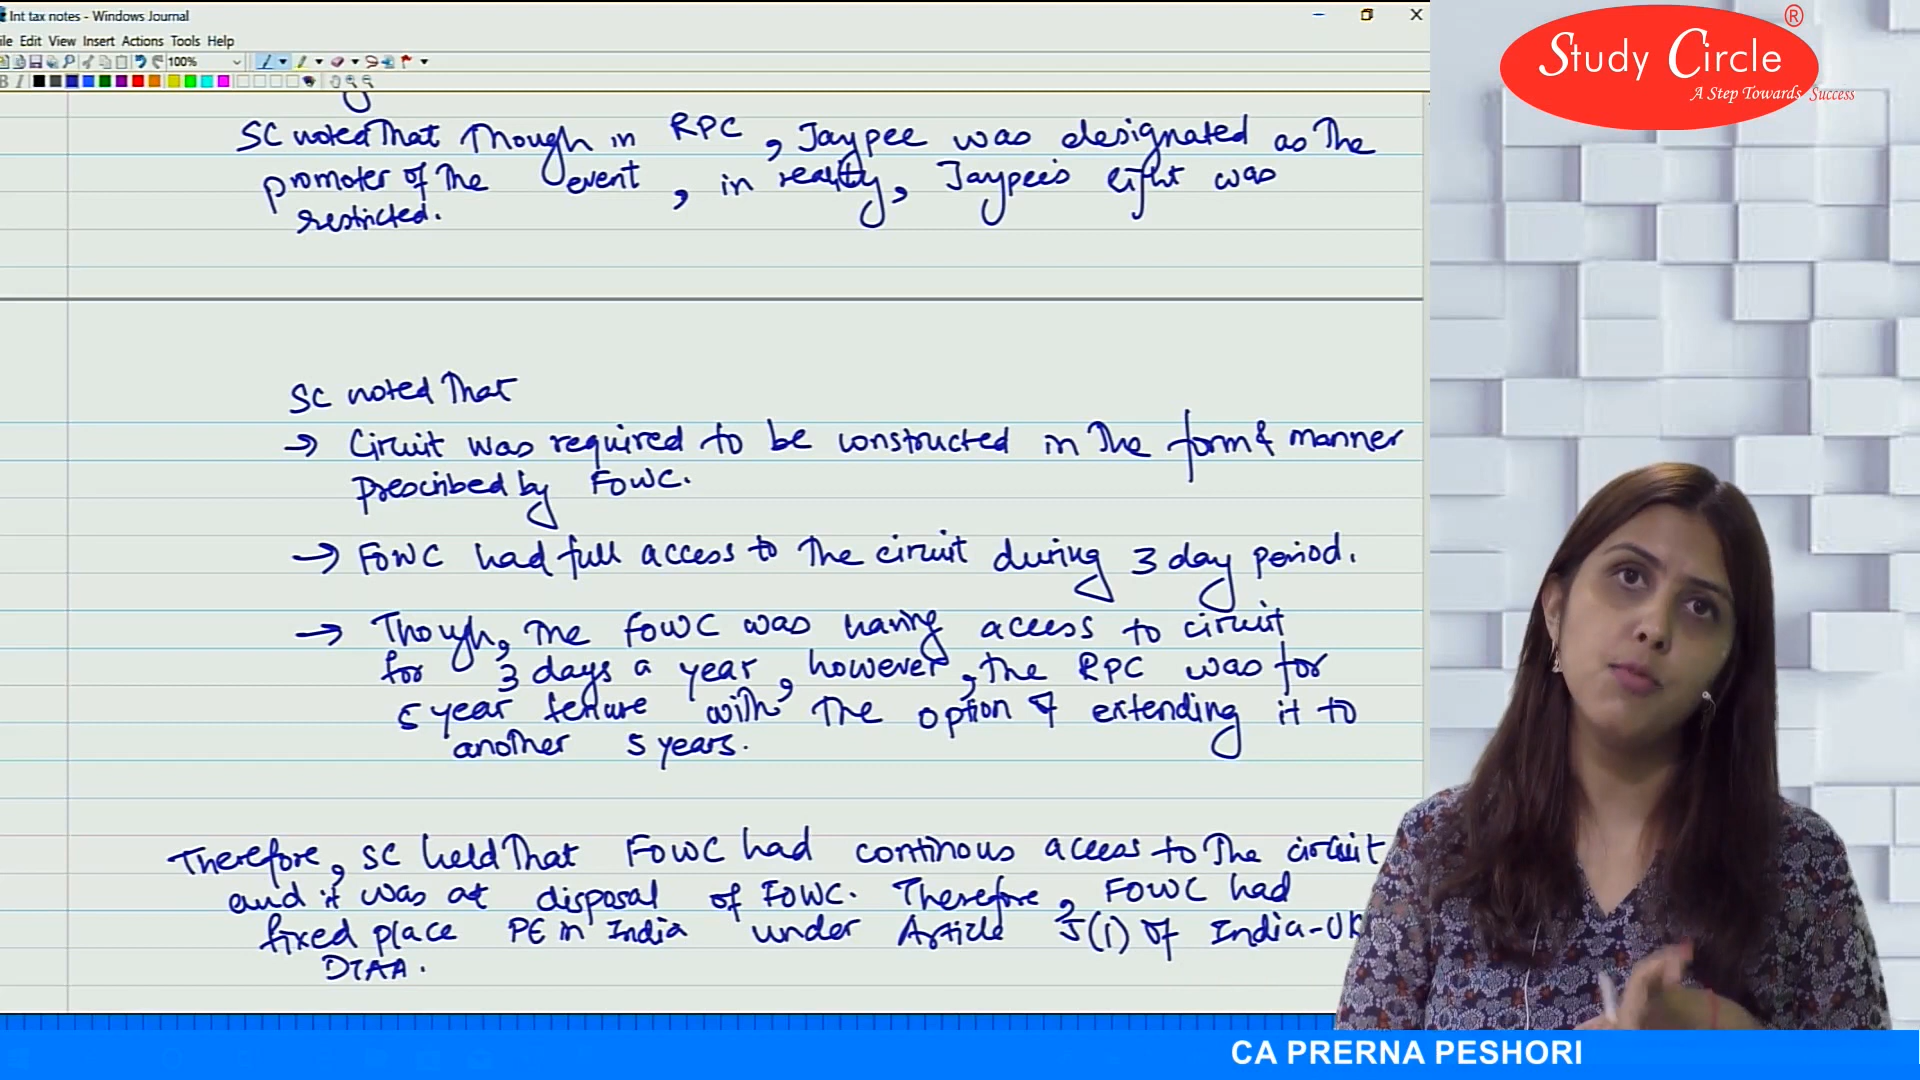 Int tax notes - Windows Journal
ile Edit View Insert Actions Tools Help
100%
B I
Study Circle ®
A Step Towards Success
SC noted That Though in RPC, Jaypee was designated as The
promoter of The event, in reality, Jaypee's right was
restricted.
SC noted That
→ Circuit was required to be constructed in The form & manner
prescribed by FOWC.
→ FOWC had full access to The circuit during 3 day period.
→ Though, The FOWC was having access to circuit
for 3 days a year, however, the RPC was for
5 year tenure with The option of extending it to
another 5 years.
Therefore, SC held That FOWC had continous access to The circuit
and it was at disposal of FOWC. Therefore, FOWC had
fixed place PE in India under Article 5(1) of India-UK
DTAA.
CA PRERNA PESHORI